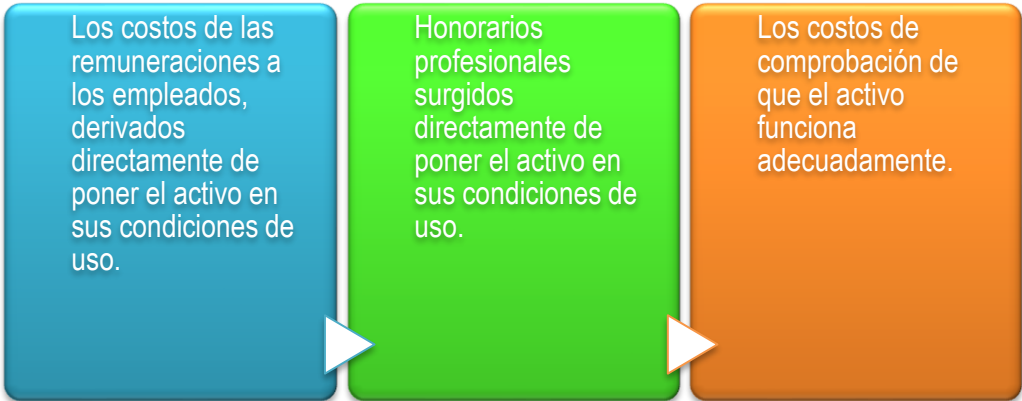 Los costos de las
remuneraciones a
los empleados,
derivados
directamente de
poner el activo en
sus condiciones de
uso.
Honorarios
profesionales
surgidos
directamente de
poner el activo en
sus condiciones de
uso.
Los costos de
comprobación de
que el activo
funciona
adecuadamente.